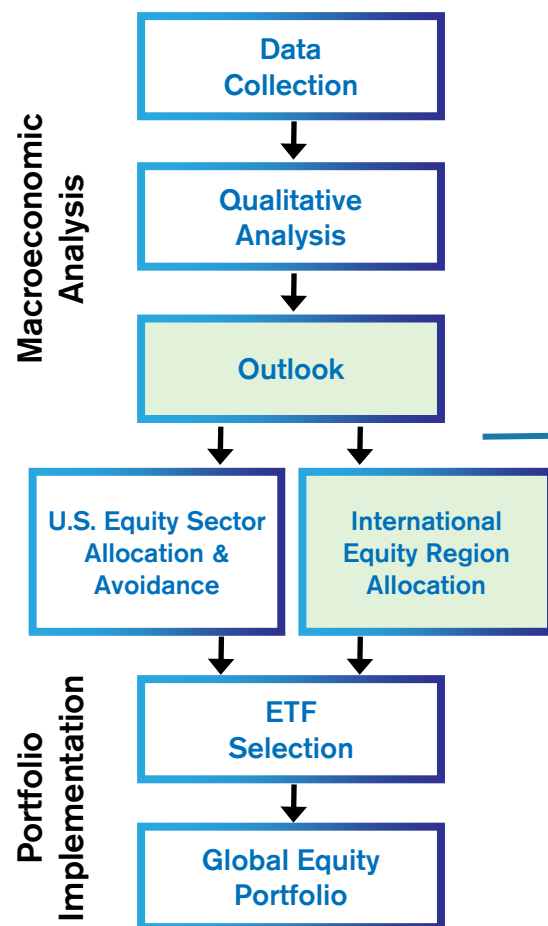 Data
Collection
Macroeconomic
Analysis
Qualitative
Analysis
Outlook
U.S. Equity Sector
Allocation &
Avoidance
International
Equity Region
Allocation
Portfolio
Implementation
ETF
Selection
Global Equity
Portfolio